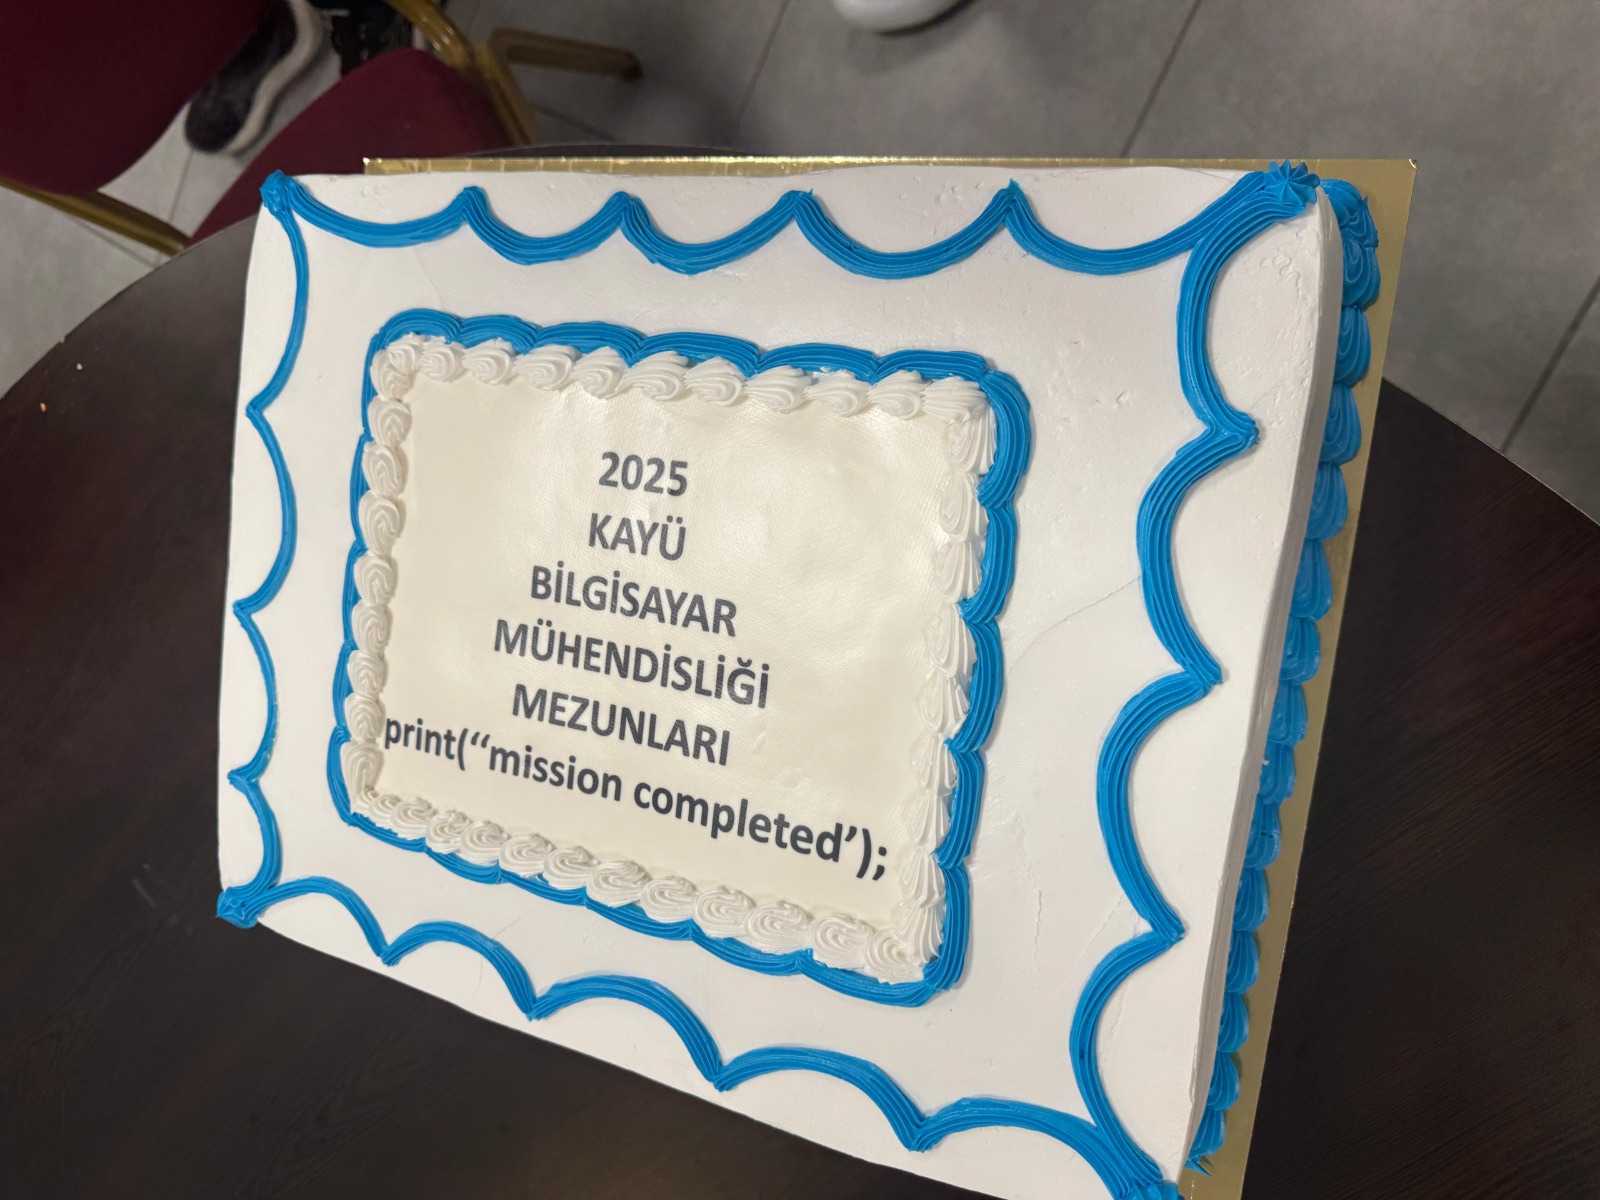 2025
KAYÜ
BİLGİSAYAR
MÜHENDİSLİĞİ
MEZUNLARI
print(“mission completed’);